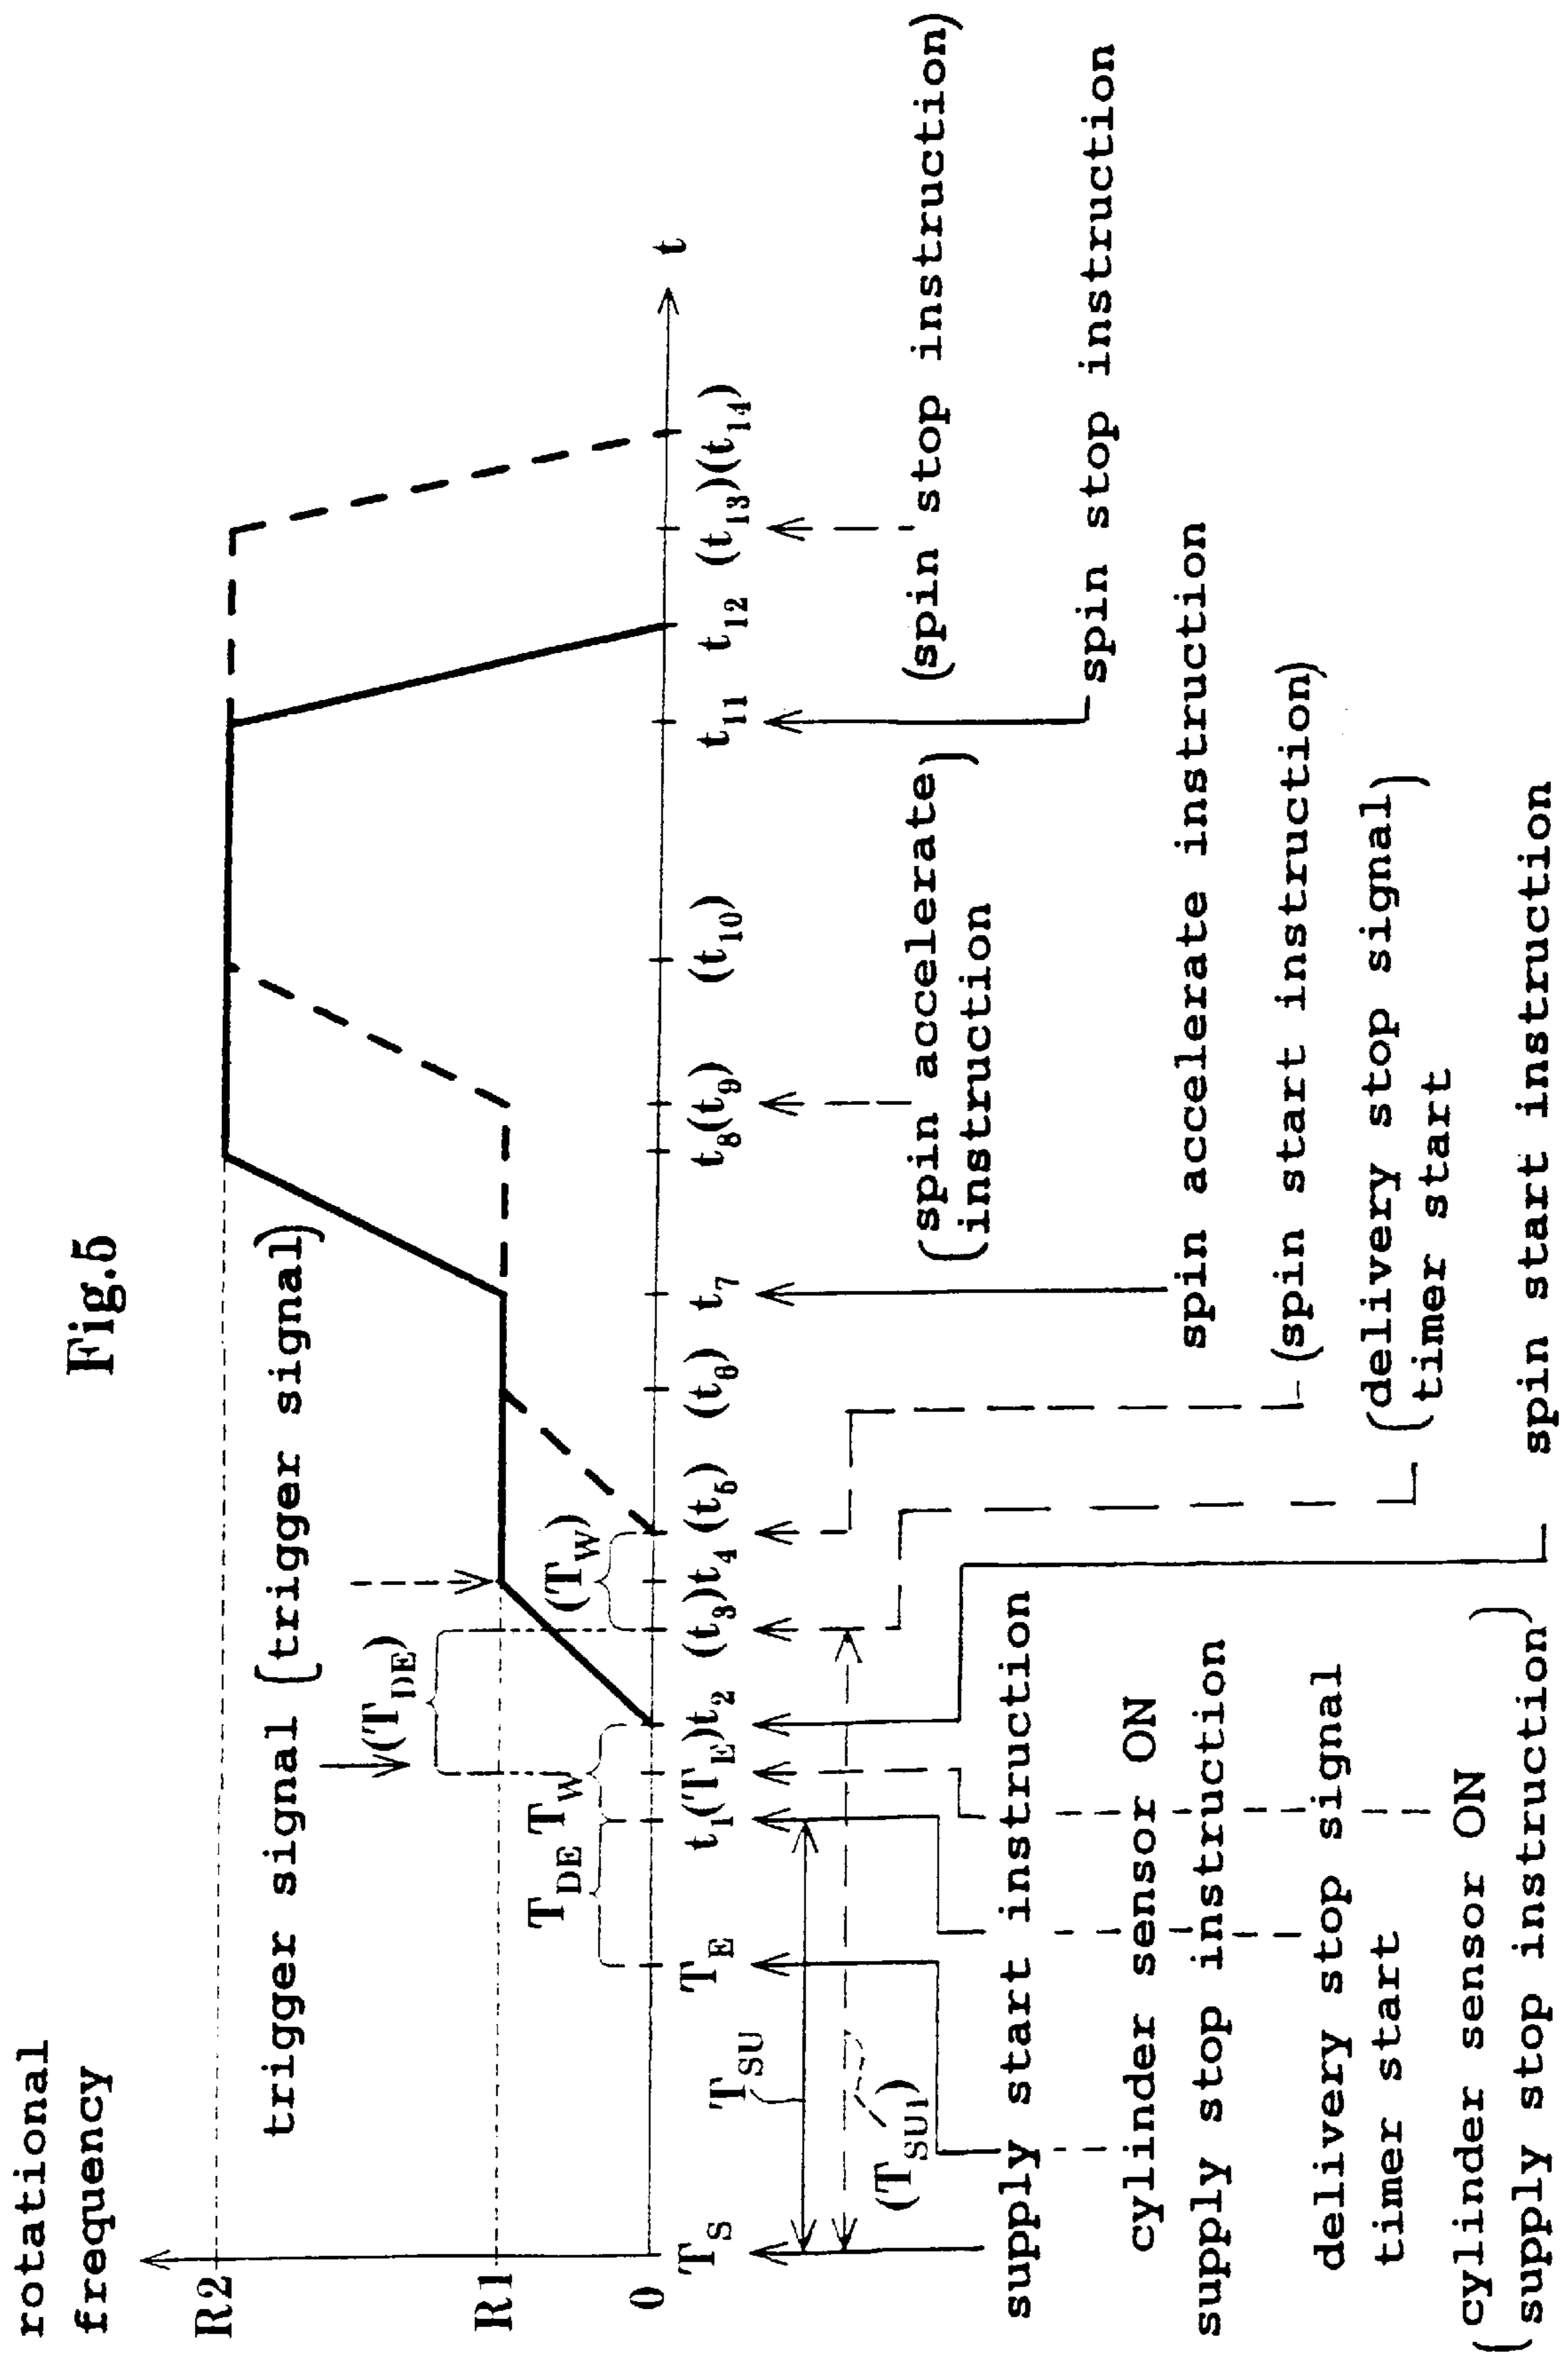 Fig.5
rotational
frequency
R2
R1
0
trigger signal (trigger signal)
(T_DE)
T_DE
T_W
(T_W)
T_S
T_E
t_1
(T_E)
t_2
(t_3)
t_4
(t_5)
(t_6)
t_7
t_8
(t_9)
(t_10)
t_11
t_12
(t_13)
(t_14)
t
T_SU
(T_SU1)
supply start instruction
cylinder sensor ON
supply stop instruction
delivery stop signal
timer start
(cylinder sensor ON
supply stop instruction)
spin start instruction
(delivery stop signal
timer start)
(spin start instruction)
spin accelerate instruction
(spin accelerate
instruction)
spin stop instruction
(spin stop instruction)